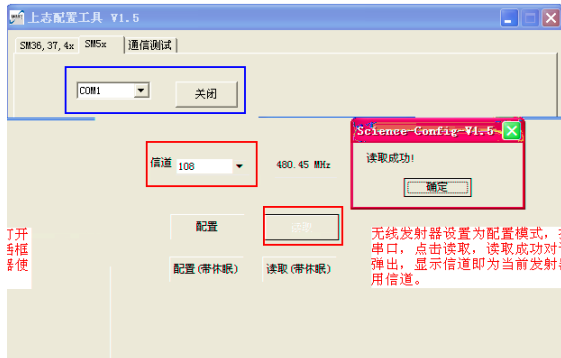 上志配置工具 V1.5
SM36,37,4x SM5x 通信测试
COM1 关闭
Science-Config-V4.5
读取成功!
确定
信道 108 480.45 MHz
配置
配置(带休眠) 读取(带休眠)
打开
话框
器使
无线发射器设置为配置模式，
串口，点击读取，读取成功对
弹出，显示信道即为当前发射
用信道。